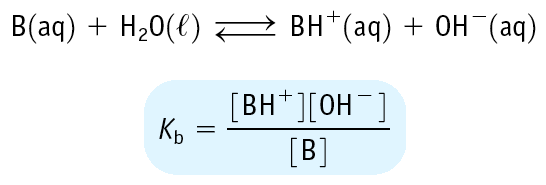 B(aq) + H₂O(ℓ) ⇌ BH⁺(aq) + OH⁻(aq)
K_b = [BH⁺][OH⁻] / [B]